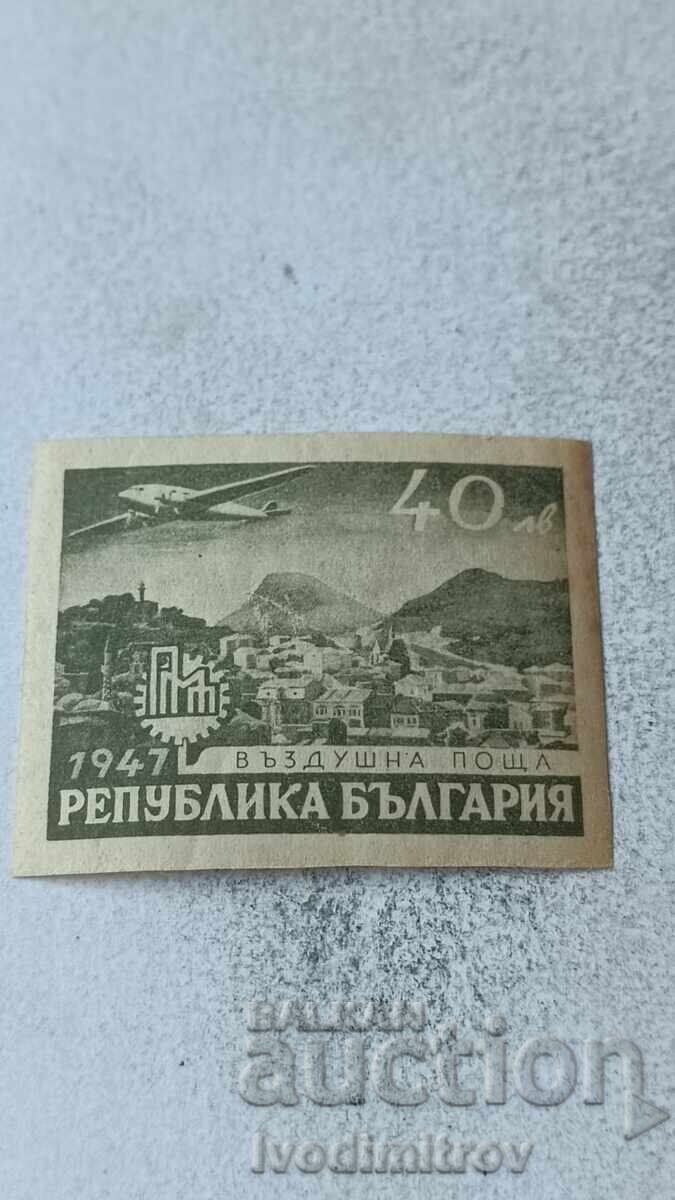 40 лв
1947
ВЪЗДУШНА ПОЩА
РЕПУБЛИКА БЪЛГАРИЯ
BALKAN
auction
Ivodimitrov